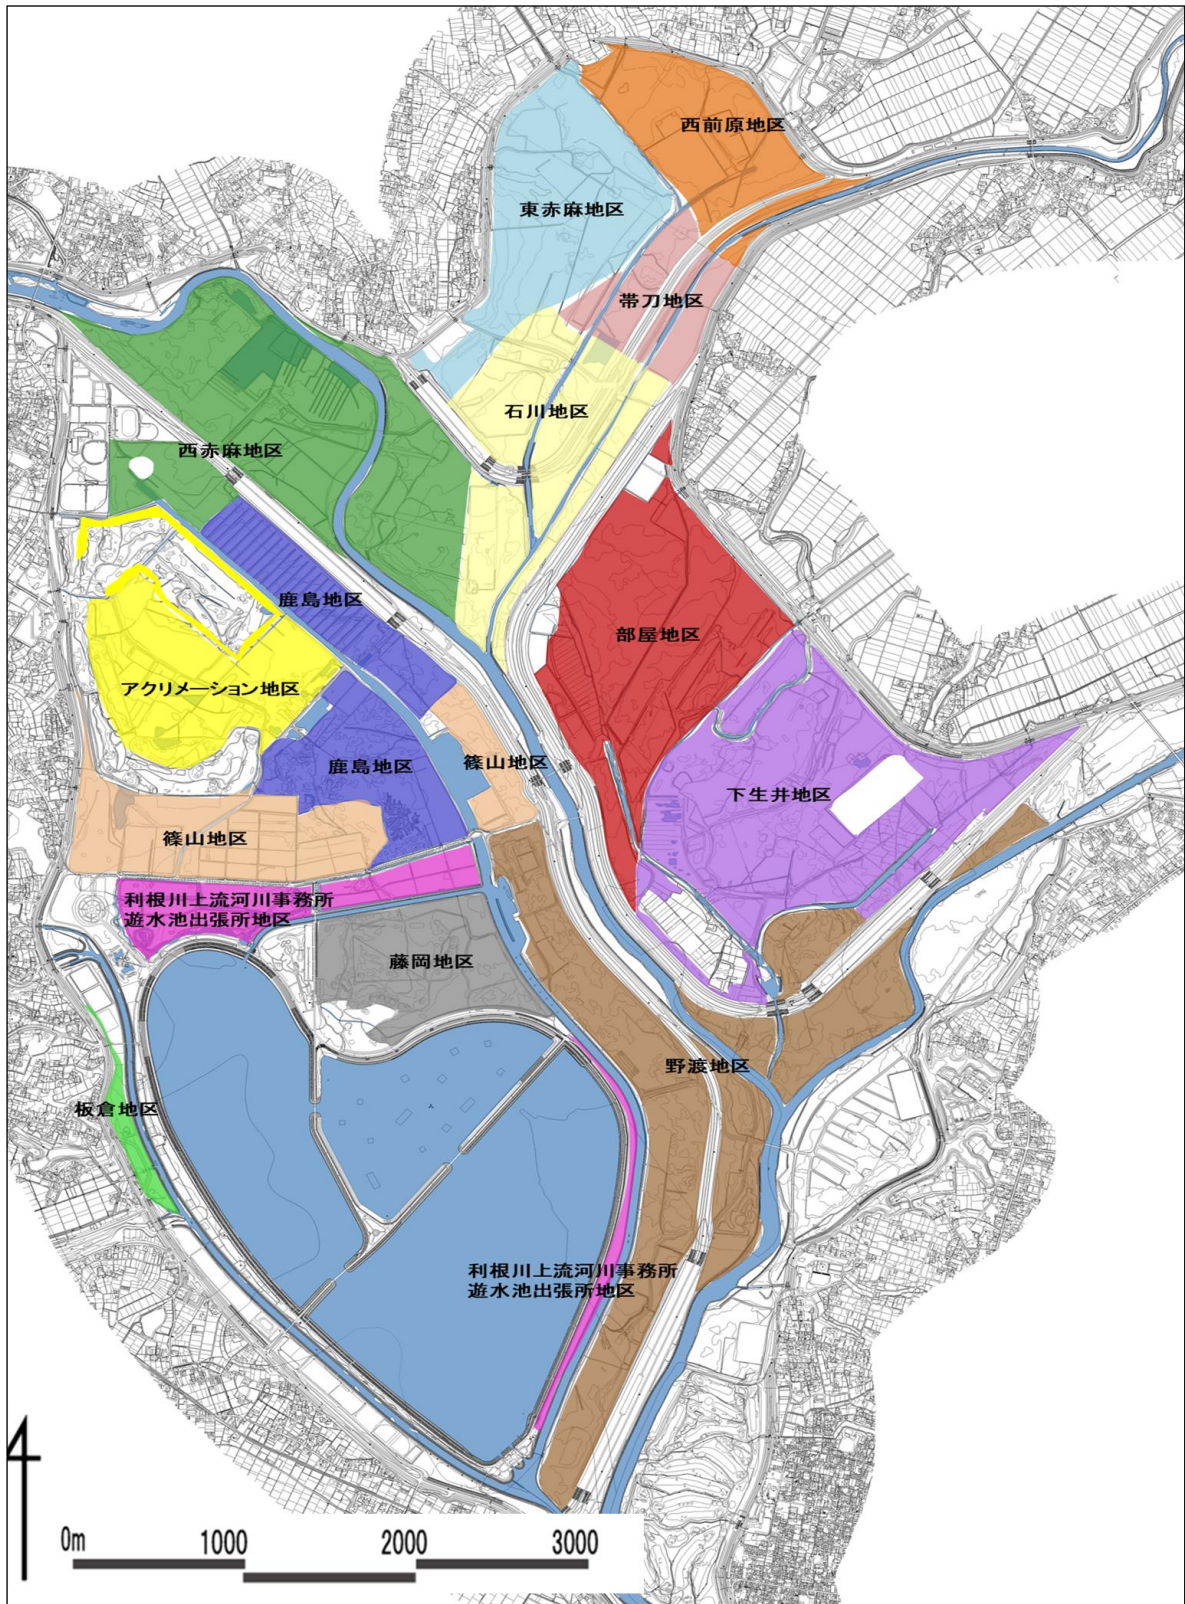 西前原地区
東赤麻地区
帯刀地区
石川地区
西赤麻地区
鹿島地区
部屋地区
アクリメーション地区
鹿島地区
篠山地区
下生井地区
篠山地区
利根川上流河川事務所
遊水池出張所地区
藤岡地区
野渡地区
板倉地区
利根川上流河川事務所
遊水池出張所地区
0m 1000 2000 3000